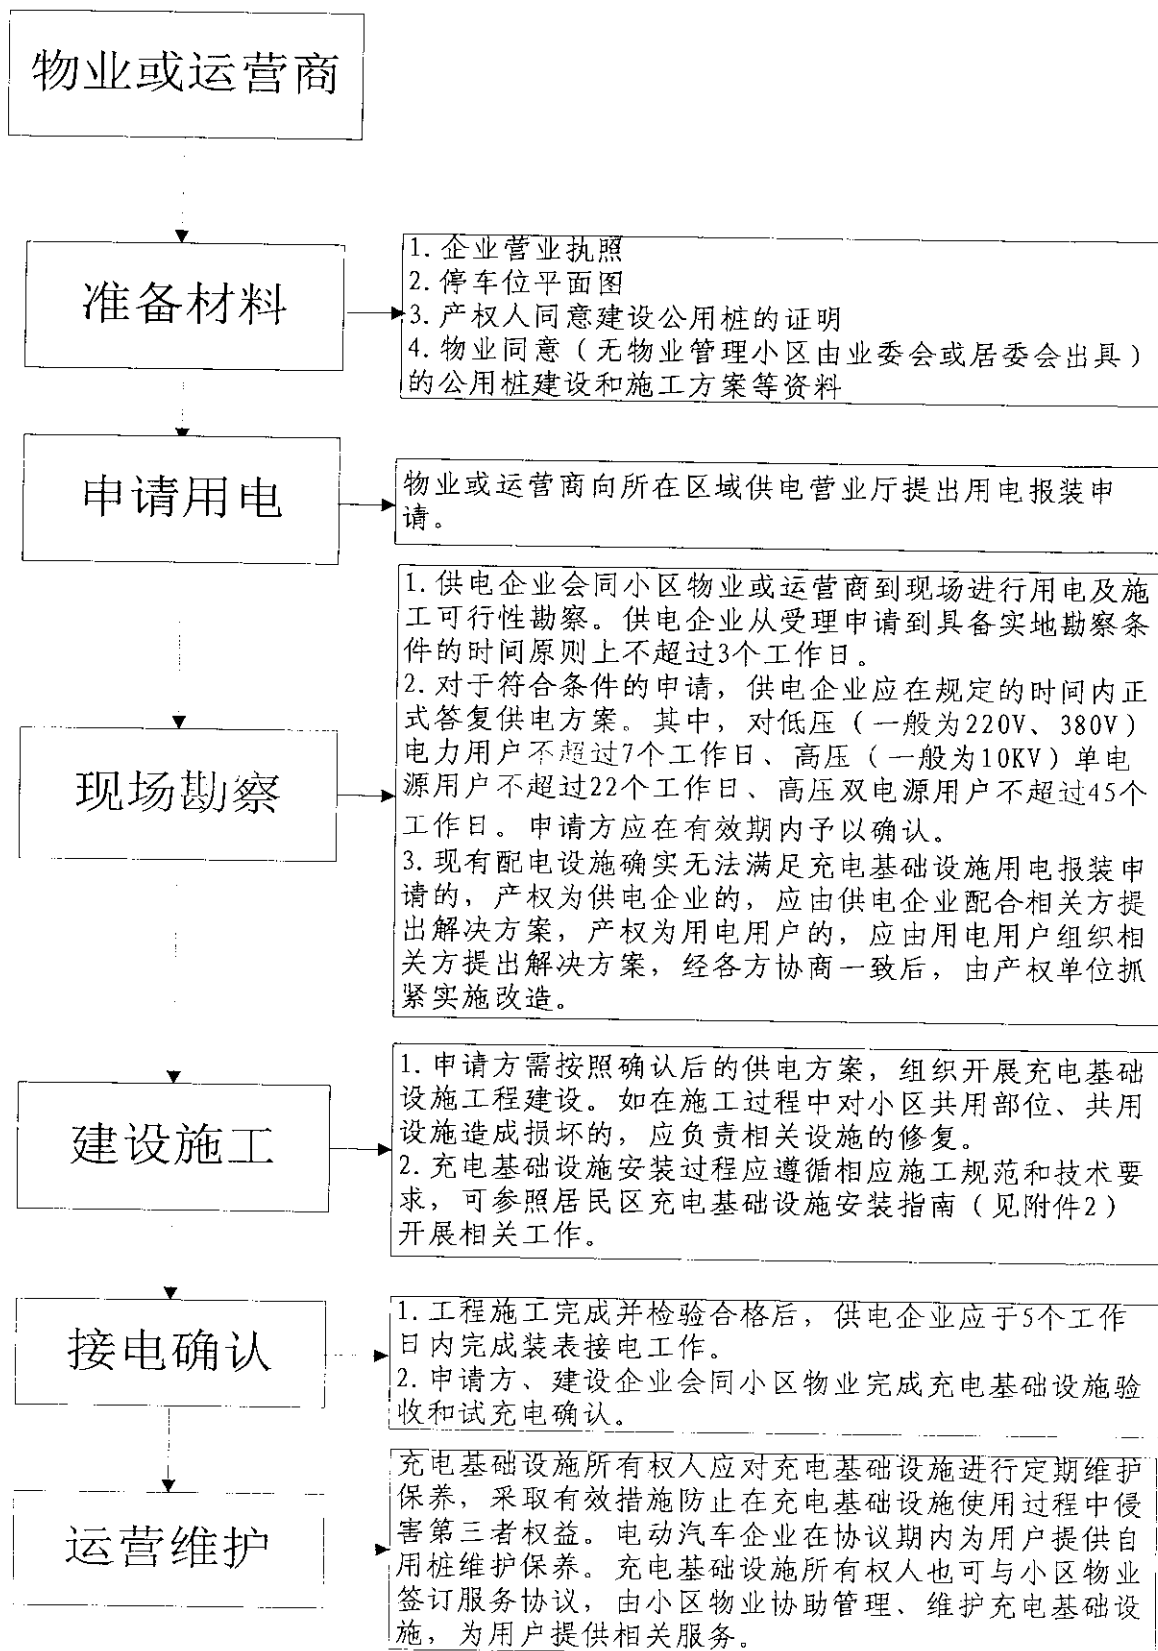 物业或运营商
准备材料
1. 企业营业执照
2. 停车位平面图
3. 产权人同意建设公用桩的证明
4. 物业同意（无物业管理小区由业委会或居委会出具）
的公用桩建设和施工方案等资料
申请用电
物业或运营商向所在区域供电营业厅提出用电报装申
请。
现场勘察
1. 供电企业会同小区物业或运营商到现场进行用电及施
工可行性勘察。供电企业从受理申请到具备实地勘察条
件的时间原则上不超过3个工作日。
2. 对于符合条件的申请，供电企业应在规定的时间内正
式答复供电方案。其中，对低压（一般为220V、380V）
电力用户不超过7个工作日、高压（一般为10KV）单电
源用户不超过22个工作日、高压双电源用户不超过45个
工作日。申请方应在有效期内予以确认。
3. 现有配电设施确实无法满足充电基础设施用电报装申
请的，产权为供电企业的，应由供电企业配合相关方提
出解决方案，产权为用电用户的，应由用电用户组织相
关方提出解决方案，经各方协商一致后，由产权单位抓
紧实施改造。
建设施工
1. 申请方需按照确认后的供电方案，组织开展充电基础
设施工程建设。如在施工过程中对小区共用部位、共用
设施造成损坏的，应负责相关设施的修复。
2. 充电基础设施安装过程应遵循相应施工规范和技术要
求，可参照居民区充电基础设施安装指南（见附件2）
开展相关工作。
接电确认
1. 工程施工完成并检验合格后，供电企业应于5个工作
日内完成装表接电工作。
2. 申请方、建设企业会同小区物业完成充电基础设施验
收和试充电确认。
运营维护
充电基础设施所有权人应对充电基础设施进行定期维护
保养，采取有效措施防止在充电基础设施使用过程中侵
害第三者权益。电动汽车企业在协议期内为用户提供自
用桩维护保养。充电基础设施所有权人也可与小区物业
签订服务协议，由小区物业协助管理、维护充电基础设
施，为用户提供相关服务。